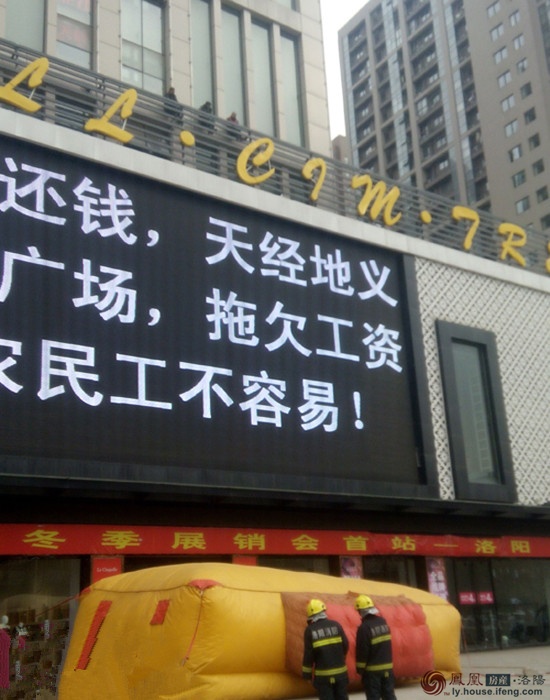 LL · CIM · TR
还钱，天经地义
广场，拖欠工资
农民工不容易！
冬季展销会首站—洛阳
凤凰房产·洛阳
ly.house.ifeng.com